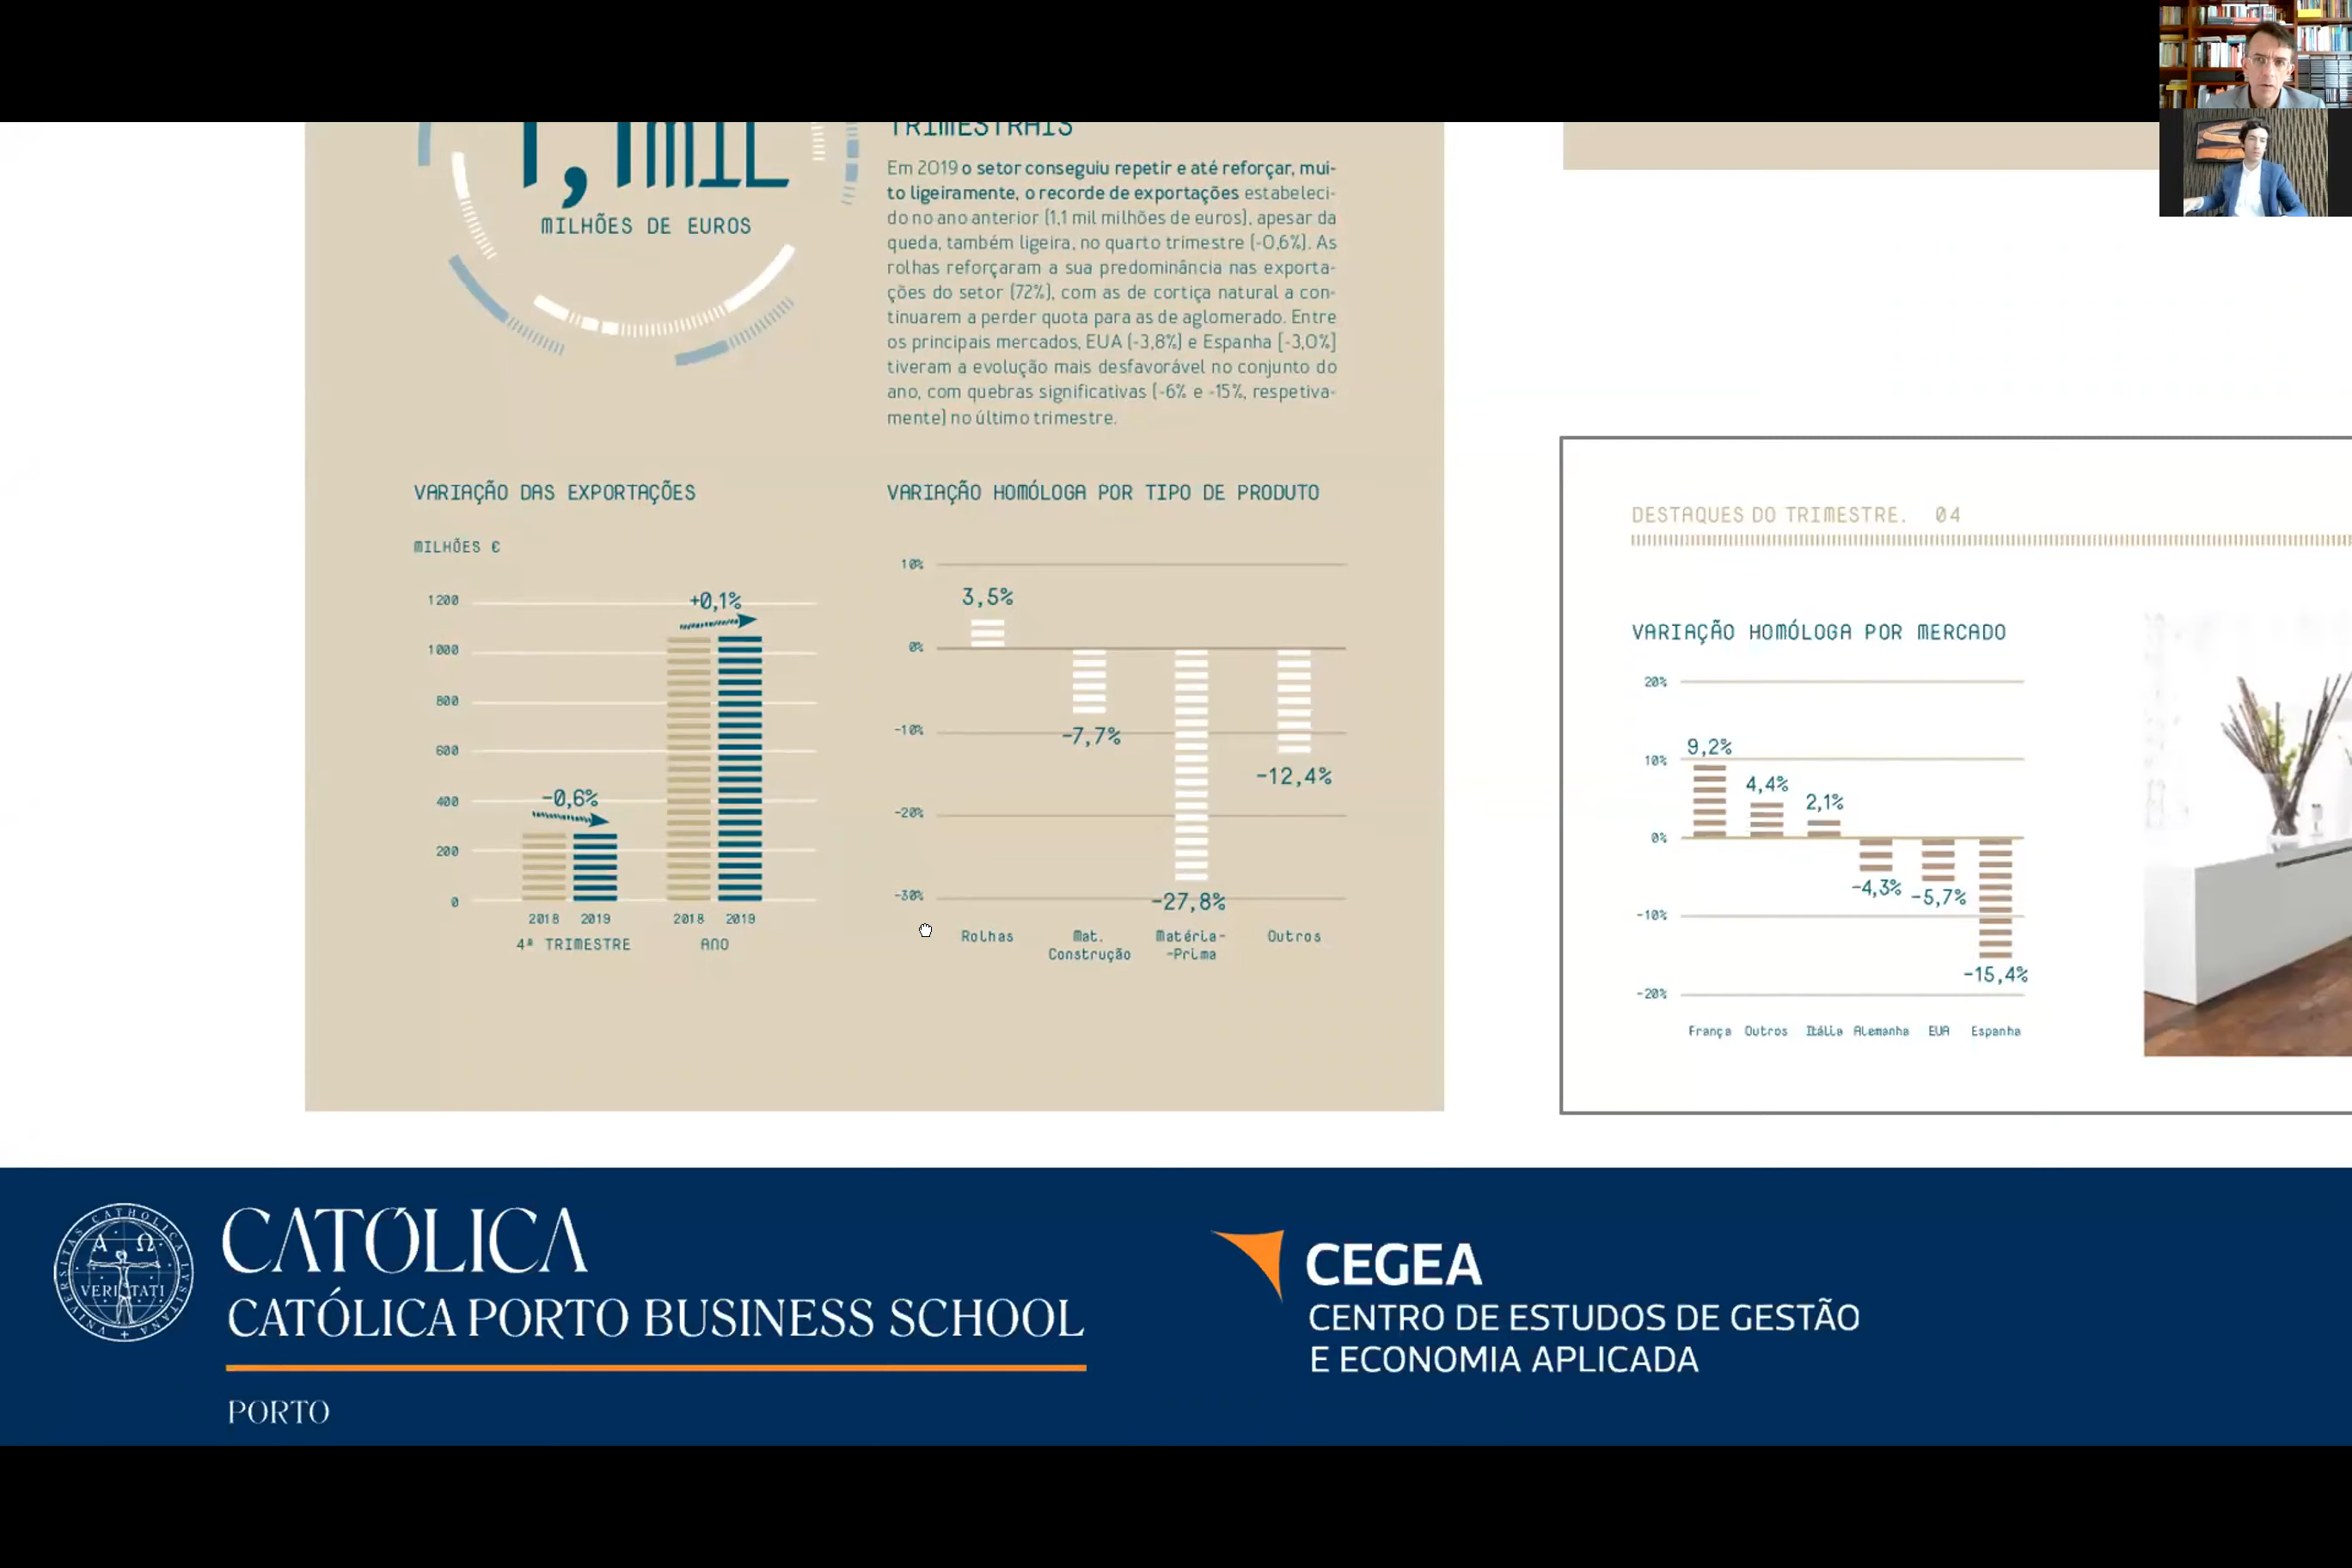 1,1MIL
MILHÕES DE EUROS
TRIMESTRAIS
Em 2019 o setor conseguiu repetir e até reforçar, mui-
to ligeiramente, o recorde de exportações estabeleci-
do no ano anterior (1,1 mil milhões de euros), apesar da
queda, também ligeira, no quarto trimestre (-0,6%). As
rolhas reforçaram a sua predominância nas exporta-
ções do setor (72%), com as de cortiça natural a con-
tinuarem a perder quota para as de aglomerado. Entre
os principais mercados, EUA (-3,8%) e Espanha [-3,0%]
tiveram a evolução mais desfavorável no conjunto do
ano, com quebras significativas (-6% e -15%, respetiva-
mente) no último trimestre.
VARIAÇÃO DAS EXPORTAÇÕES
MILHÕES €
1200
1000
800
600
400
200
0
-0,6%
+0,1%
2018 2019 2018 2019
4º TRIMESTRE ANO
VARIAÇÃO HOMÓLOGA POR TIPO DE PRODUTO
10%
0%
-10%
-20%
-30%
3,5%
-7,7%
-27,8%
-12,4%
Rolhas
Mat.
Construção
Matéria-
-Prima
Outros
DESTAQUES DO TRIMESTRE. 04
VARIAÇÃO HOMÓLOGA POR MERCADO
20%
10%
0%
-10%
-20%
9,2%
4,4%
2,1%
-4,3%
-5,7%
-15,4%
França Outros Itália Alemanha EUA Espanha
UNIVERSITAS CATHOLICA LVSITANA
Α Ω
VERITATI
CATÓLICA
CATÓLICA PORTO BUSINESS SCHOOL
PORTO
CEGEA
CENTRO DE ESTUDOS DE GESTÃO
E ECONOMIA APLICADA